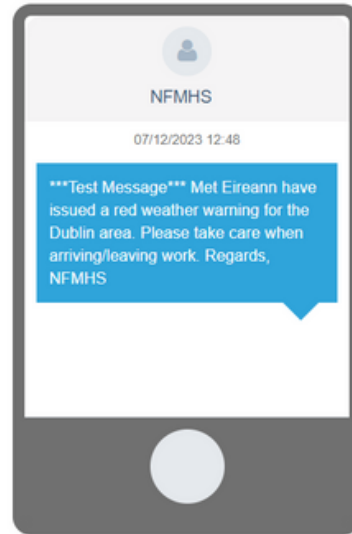 NFMHS
07/12/2023 12:48
***Test Message*** Met Eireann have
issued a red weather warning for the
Dublin area. Please take care when
arriving/leaving work. Regards,
NFMHS